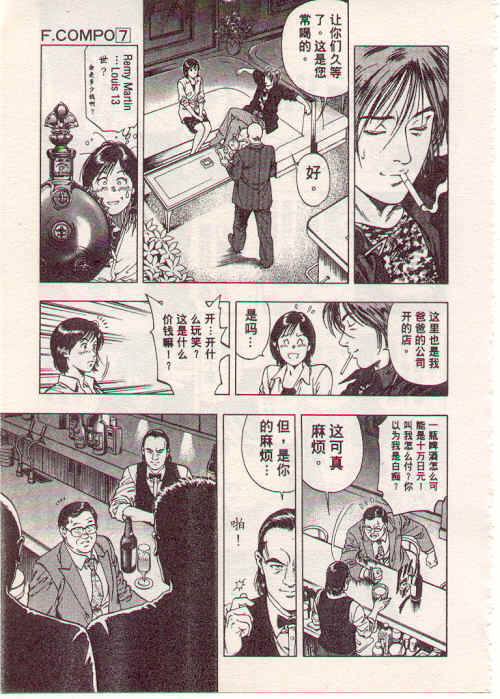 F.COMPO 7
让你们久等
了。这是您
常喝的。
好。
Remy Martin
…Louis 13
世？
这里也是我
爸爸的公司
开的店。
是吗…
开…开什
么玩笑？
这是什么
价钱嘛！？
一瓶啤酒怎么可
能是十万日元！
叫我怎么付？你
以为我是白痴？
这可真
麻烦。
但，是你
的麻烦…
啪！